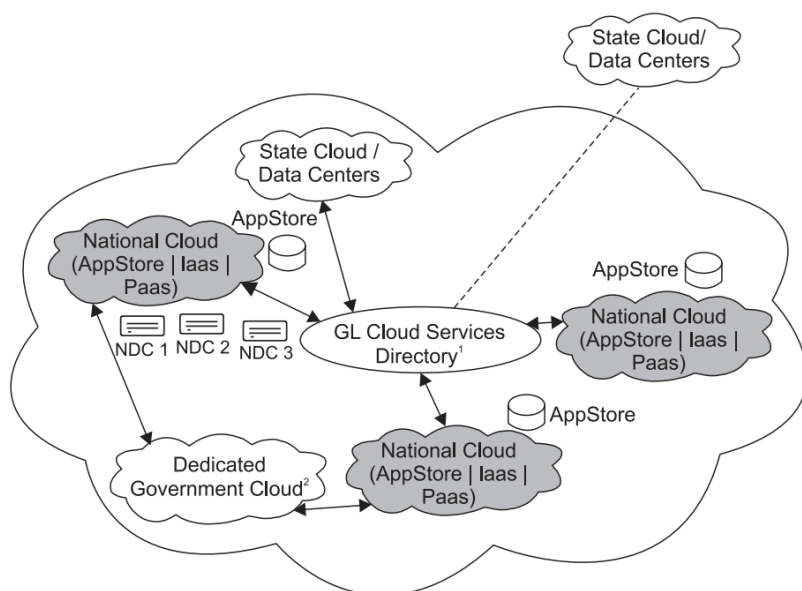 State Cloud/
Data Centers
State Cloud /
Data Centers
AppStore
National Cloud
(AppStore | Iaas |
Paas)
NDC 1
NDC 2
NDC 3
GL Cloud Services
Directory1
AppStore
National Cloud
(AppStore | Iaas |
Paas)
AppStore
National Cloud
(AppStore | Iaas |
Paas)
Dedicated
Government Cloud2